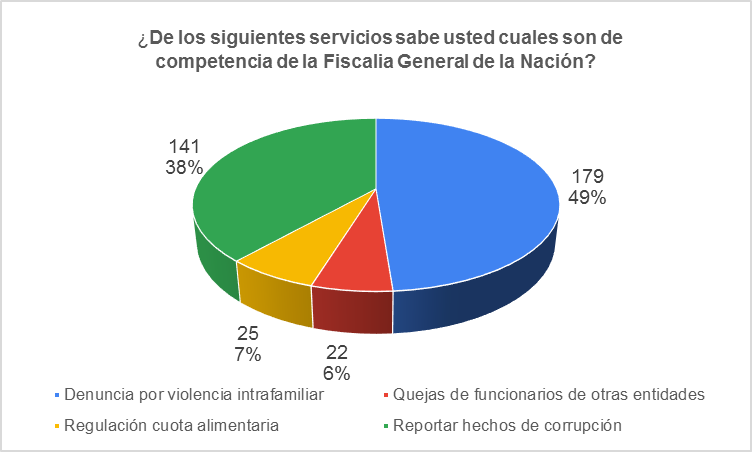 ¿De los siguientes servicios sabe usted cuales son de
competencia de la Fiscalia General de la Nación?
141
38%
179
49%
25
7%
22
6%
Denuncia por violencia intrafamiliar
Quejas de funcionarios de otras entidades
Regulación cuota alimentaria
Reportar hechos de corrupción